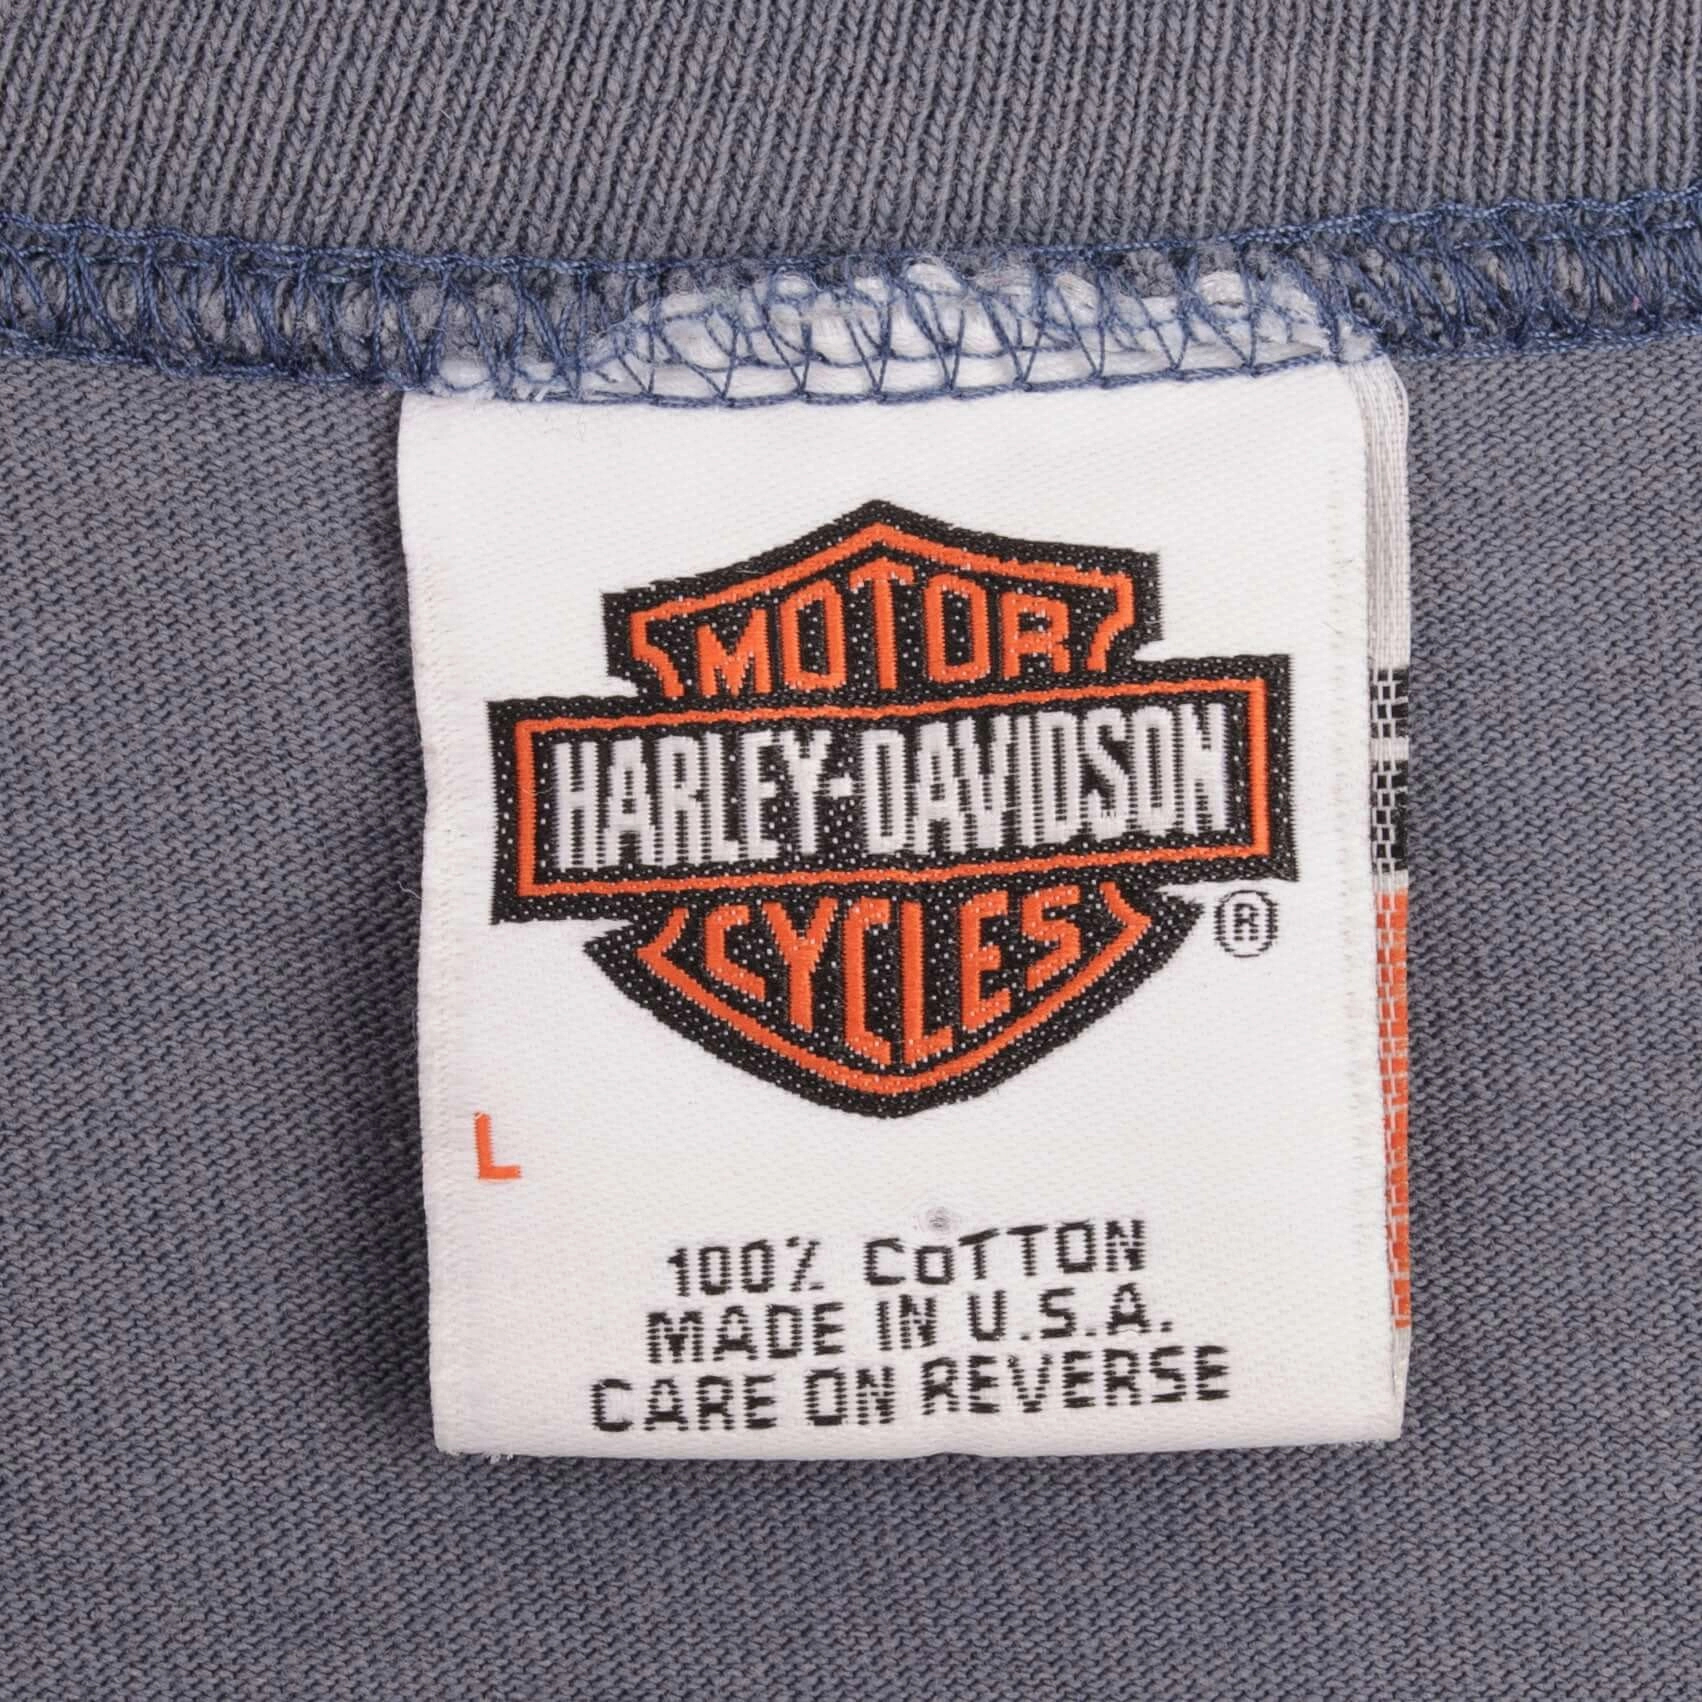 MOTOR
HARLEY-DAVIDSON
CYCLES
®
L
100% COTTON
MADE IN U.S.A.
CARE ON REVERSE